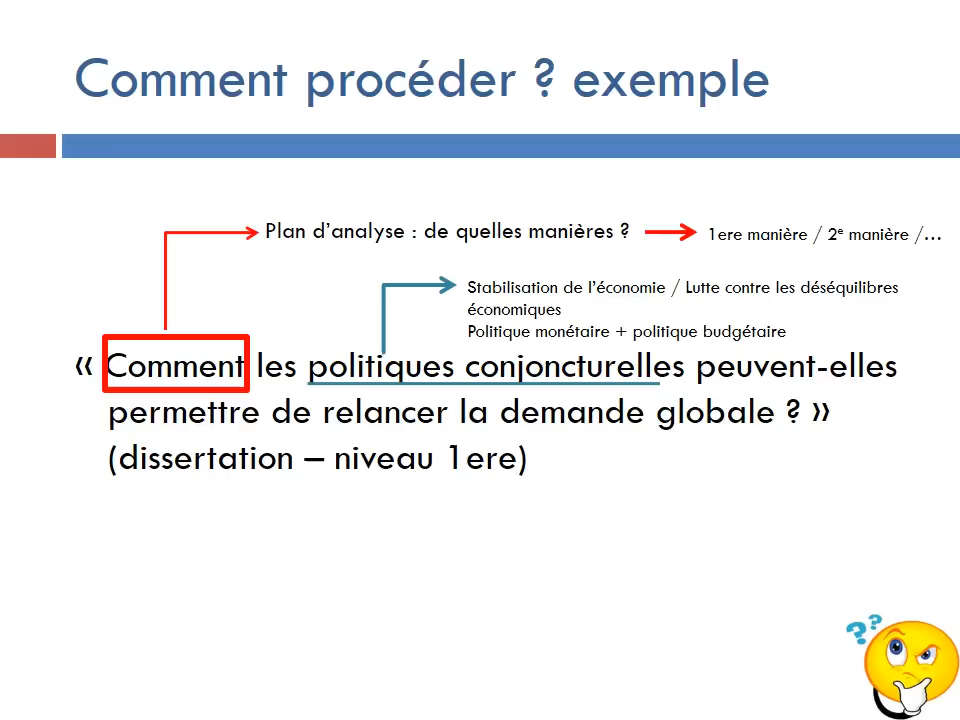 Comment procéder ? exemple
Plan d’analyse : de quelles manières ?
1ere manière / 2e manière /…
Stabilisation de l’économie / Lutte contre les déséquilibres
économiques
Politique monétaire + politique budgétaire
« Comment les politiques conjoncturelles peuvent-elles
permettre de relancer la demande globale ? »
(dissertation – niveau 1ere)
??